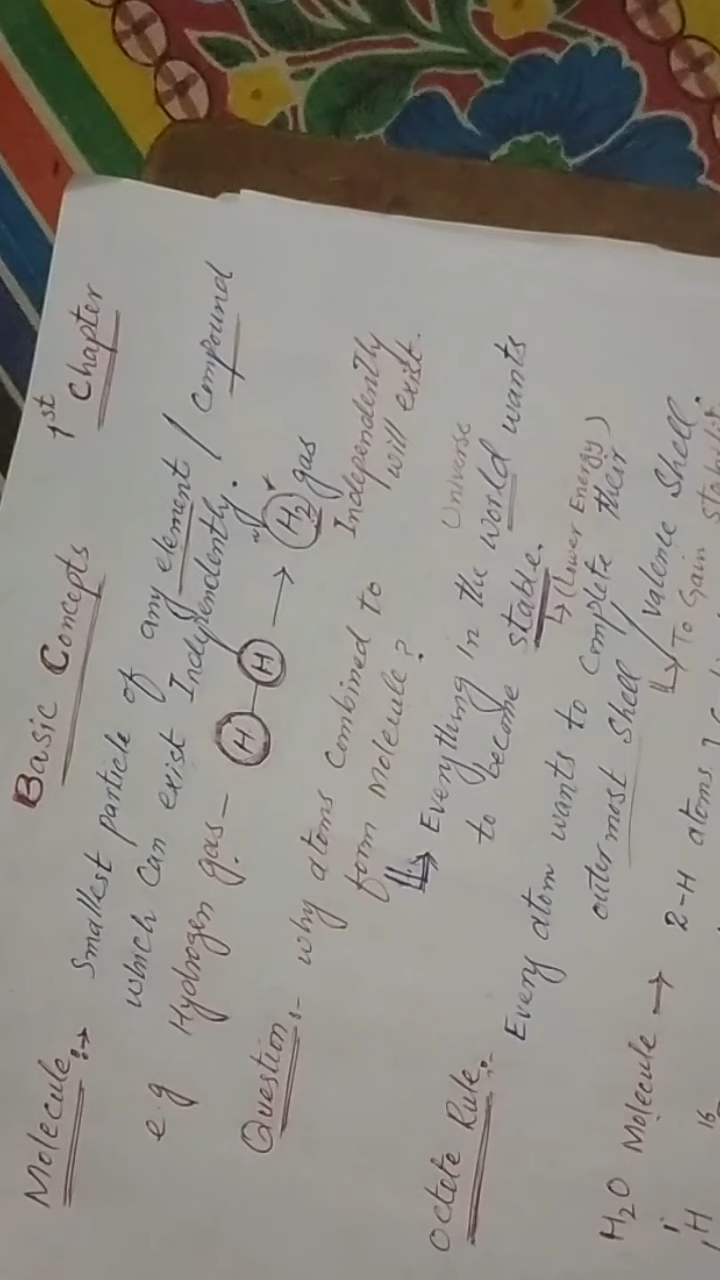 Basic Concepts 1st Chapter
Molecule :→ Smallest particle of any element / Compound
which can exist Independently.
e.g Hydrogen gas – H – H → H2 gas
Independently
will exist.
Question :- why atoms combined to
form Molecule ?
Everything in the world wants
Universe
to become stable.
↳ (Lower Energy)
Octete Rule :- Every atom wants to complete their
outermost Shell / valence Shell.
↳ To Gain
H2O Molecule → 2-H atoms
1 1H 16